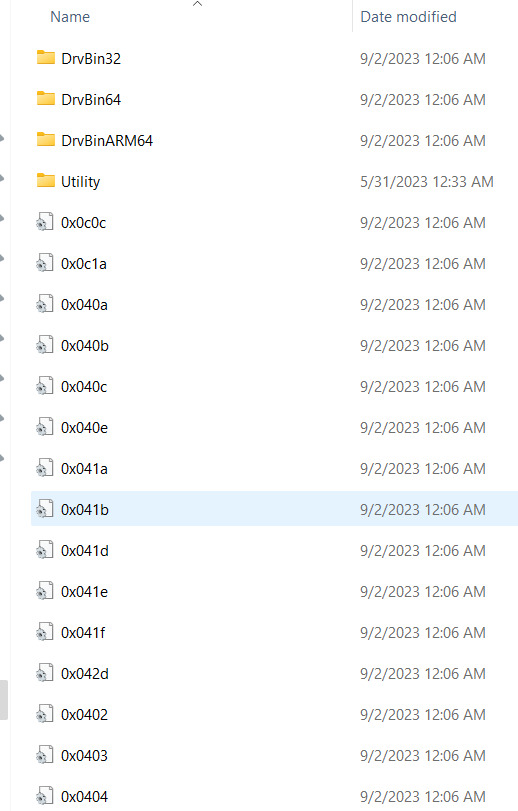 Name Date modified
DrvBin32 9/2/2023 12:06 AM
DrvBin64 9/2/2023 12:06 AM
DrvBinARM64 9/2/2023 12:06 AM
Utility 5/31/2023 12:33 AM
0x0c0c 9/2/2023 12:06 AM
0x0c1a 9/2/2023 12:06 AM
0x040a 9/2/2023 12:06 AM
0x040b 9/2/2023 12:06 AM
0x040c 9/2/2023 12:06 AM
0x040e 9/2/2023 12:06 AM
0x041a 9/2/2023 12:06 AM
0x041b 9/2/2023 12:06 AM
0x041d 9/2/2023 12:06 AM
0x041e 9/2/2023 12:06 AM
0x041f 9/2/2023 12:06 AM
0x042d 9/2/2023 12:06 AM
0x0402 9/2/2023 12:06 AM
0x0403 9/2/2023 12:06 AM
0x0404 9/2/2023 12:06 AM